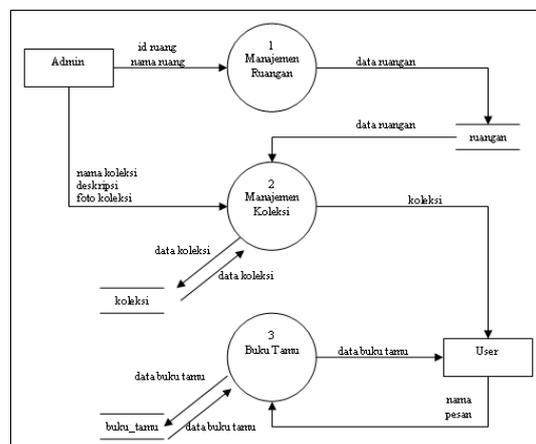 Admin
id ruang
nama ruang
1
Manajemen
Ruangan
data ruangan
data ruangan
ruangan
nama koleksi
deskripsi
foto koleksi
2
Manajemen
Koleksi
koleksi
data koleksi
data koleksi
koleksi
3
Buku Tamu
data buku tamu
User
data buku tamu
nama
pesan
buku_tamu
data buku tamu